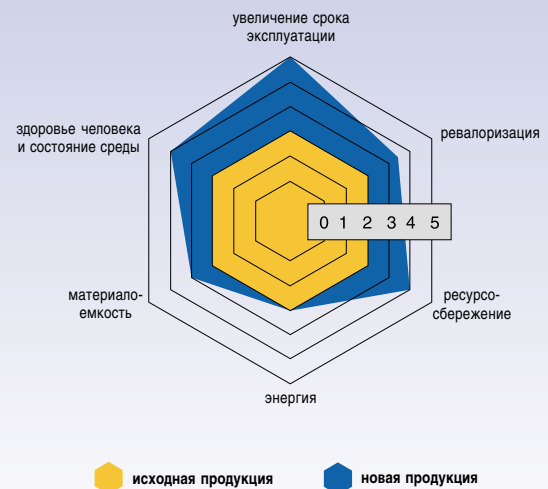 увеличение срока
эксплуатации
здоровье человека
и состояние среды
ревалоризация
0 1 2 3 4 5
материало-
емкость
ресурсо-
сбережение
энергия
исходная продукция
новая продукция